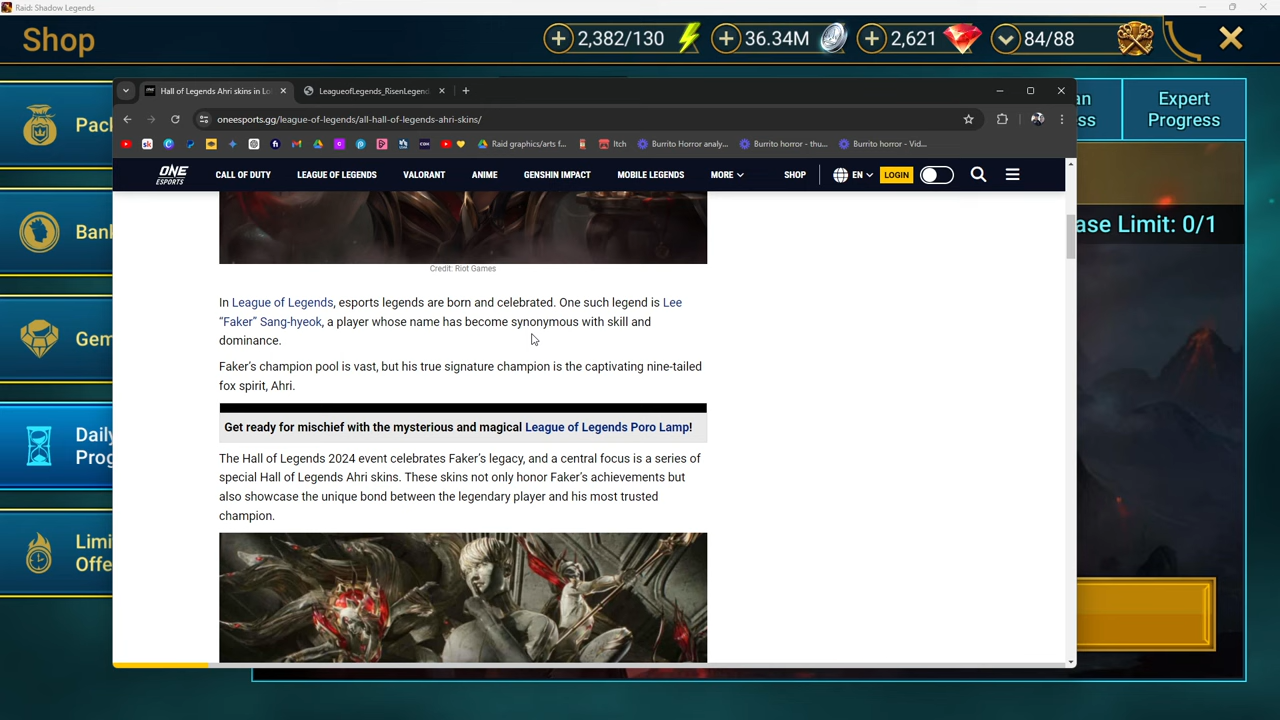 Raid: Shadow Legends
Shop
2,382/130
36.34M
2,621
84/88
Hall of Legends Ahri skins in Lo
LeagueofLegends_RisenLegend
Expert
Progress
oneesports.gg/league-of-legends/all-hall-of-legends-ahri-skins/
Raid graphics/arts f...
Itch
Burrito Horror analy...
Burrito horror - thu...
Burrito horror - Vid...
ONE
ESPORTS
CALL OF DUTY
LEAGUE OF LEGENDS
VALORANT
ANIME
GENSHIN IMPACT
MOBILE LEGENDS
MORE
SHOP
EN
LOGIN
Credit: Riot Games
In League of Legends, esports legends are born and celebrated. One such legend is Lee
“Faker” Sang-hyeok, a player whose name has become synonymous with skill and
dominance.
Faker’s champion pool is vast, but his true signature champion is the captivating nine-tailed
fox spirit, Ahri.
Get ready for mischief with the mysterious and magical League of Legends Poro Lamp!
The Hall of Legends 2024 event celebrates Faker’s legacy, and a central focus is a series of
special Hall of Legends Ahri skins. These skins not only honor Faker’s achievements but
also showcase the unique bond between the legendary player and his most trusted
champion.
Pac
Bank
Gem
Daily
Prog
Limi
Offe
ase Limit: 0/1